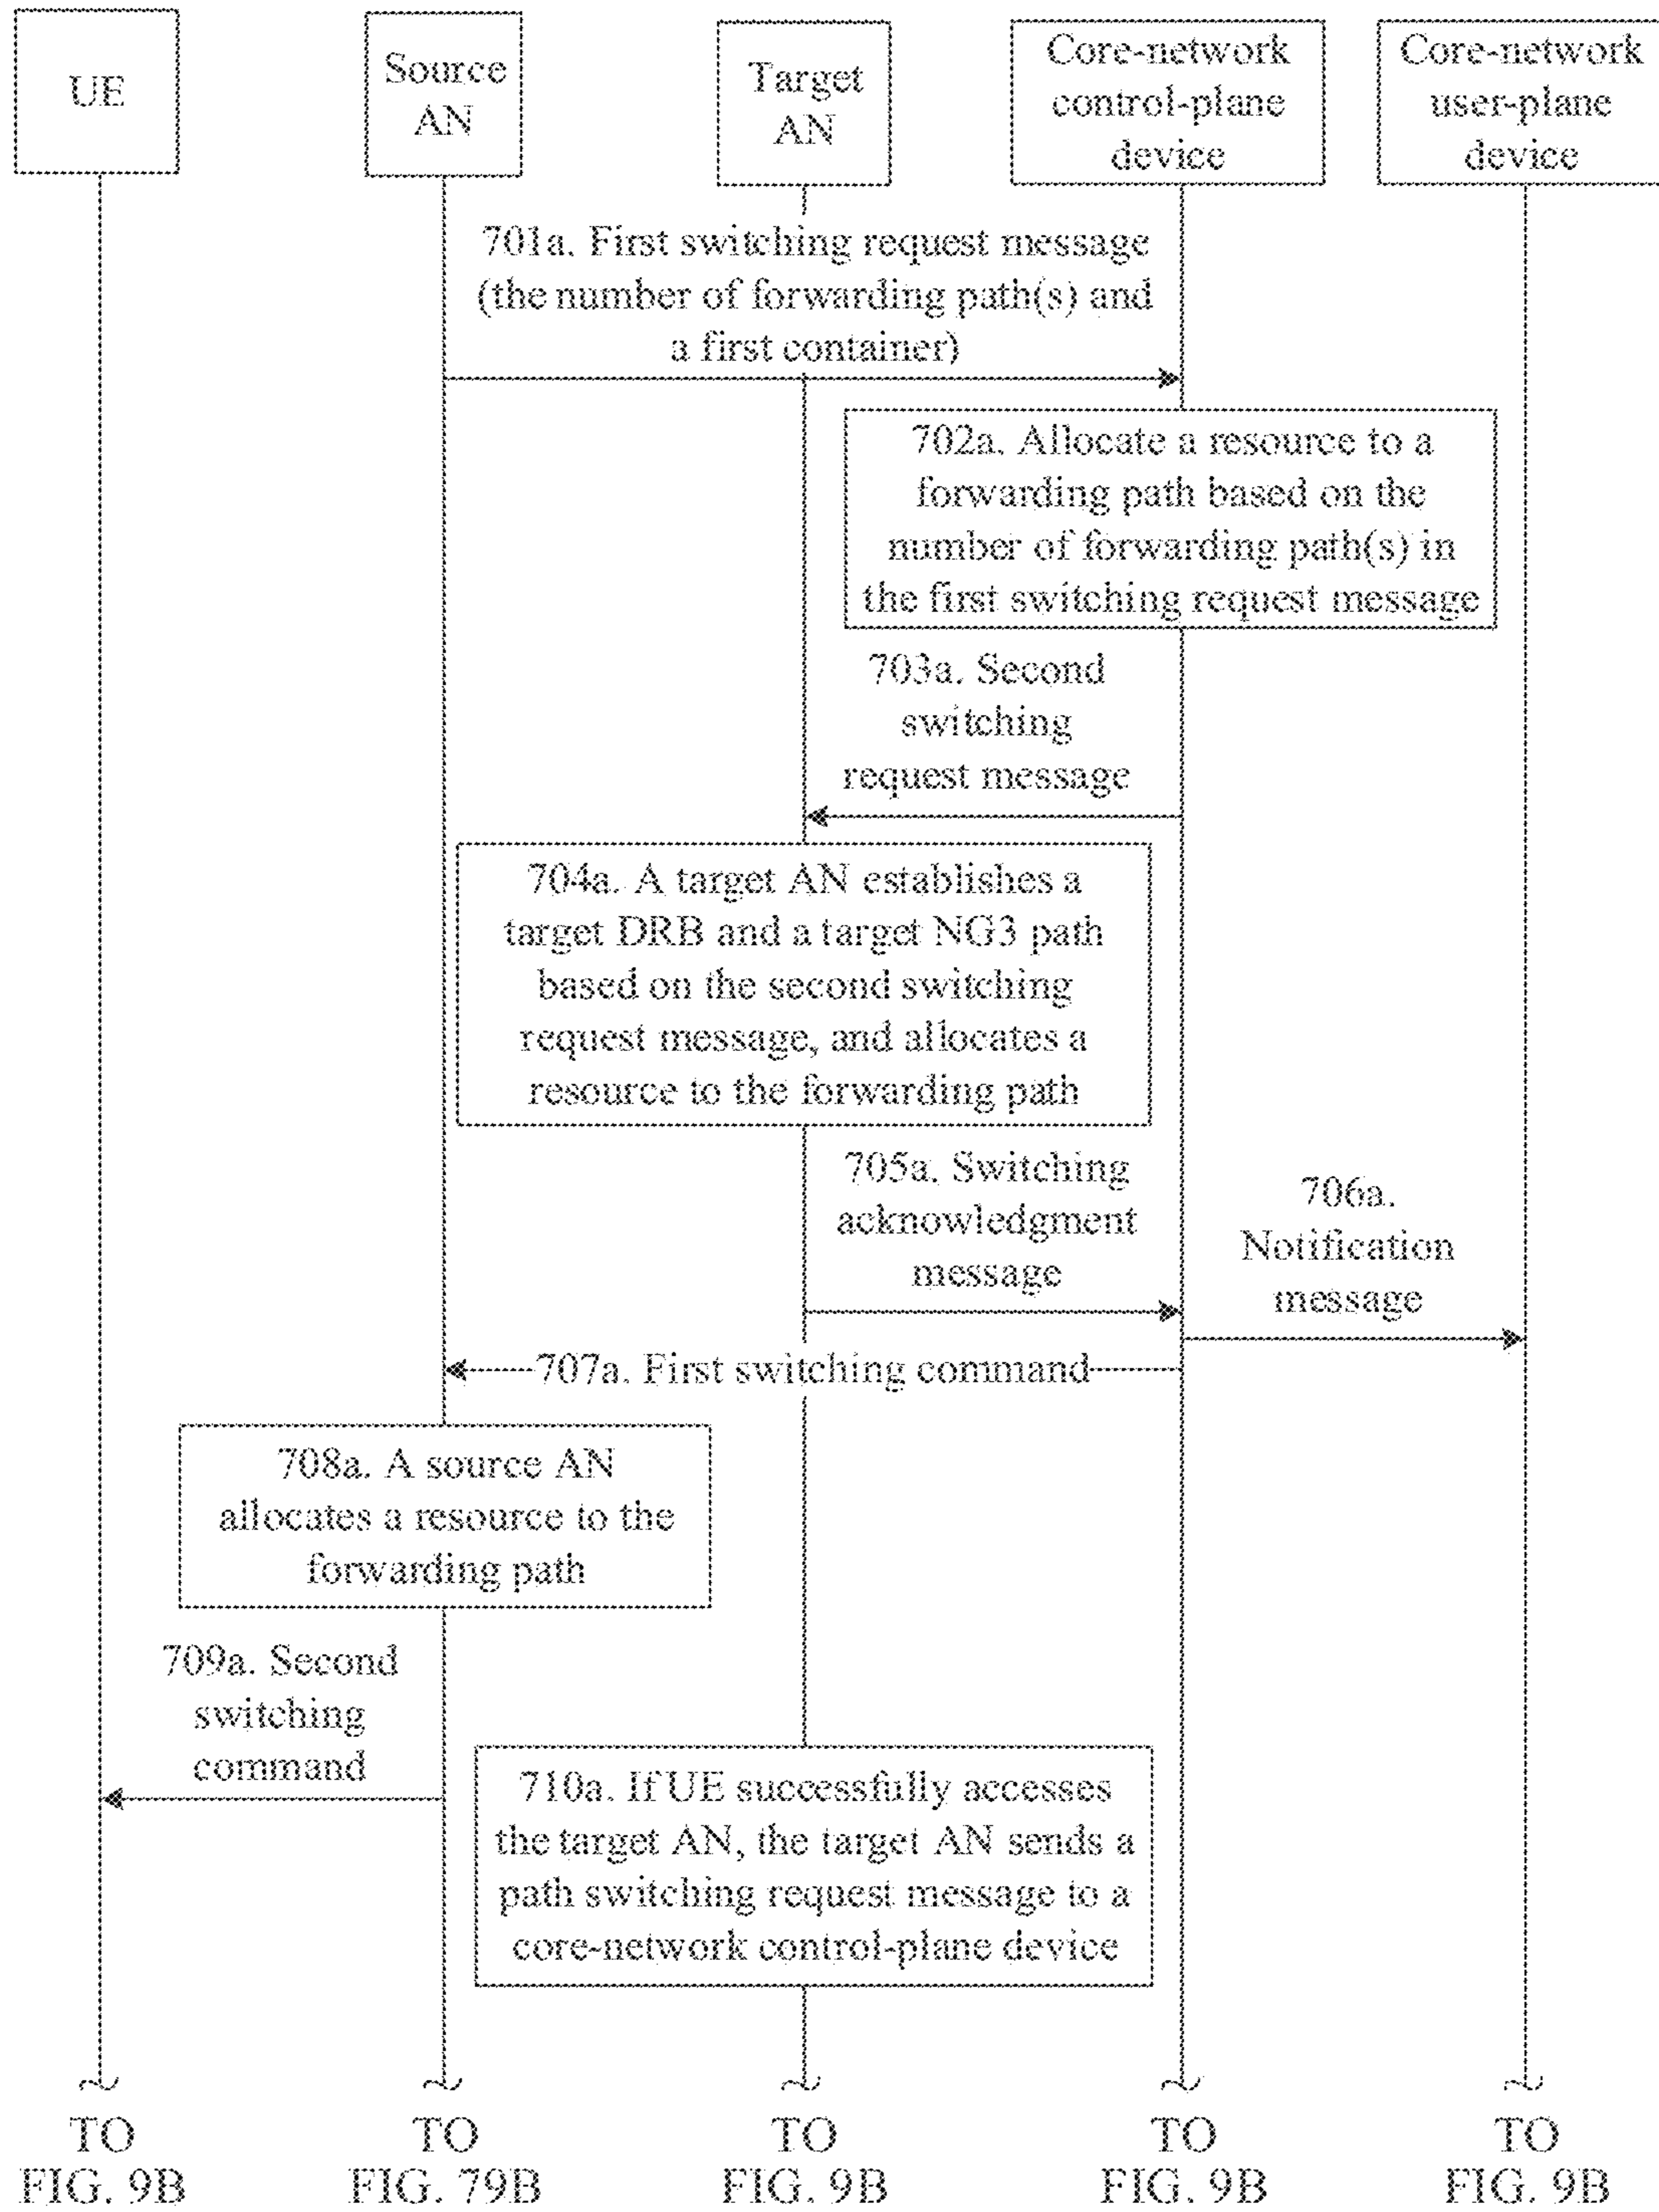 UE
Source
AN
Target
AN
Core-network
control-plane
device
Core-network
user-plane
device
701a. First switching request message
(the number of forwarding path(s) and
a first container)
702a. Allocate a resource to a
forwarding path based on the
number of forwarding path(s) in
the first switching request message
703a. Second
switching
request message
704a. A target AN establishes a
target DRB and a target NG3 path
based on the second switching
request message, and allocates a
resource to the forwarding path
705a. Switching
acknowledgment
message
706a.
Notification
message
707a. First switching command
708a. A source AN
allocates a resource to the
forwarding path
709a. Second
switching
command
710a. If UE successfully accesses
the target AN, the target AN sends a
path switching request message to a
core-network control-plane device
TO
FIG. 9B
TO
FIG. 79B
TO
FIG. 9B
TO
FIG. 9B
TO
FIG. 9B